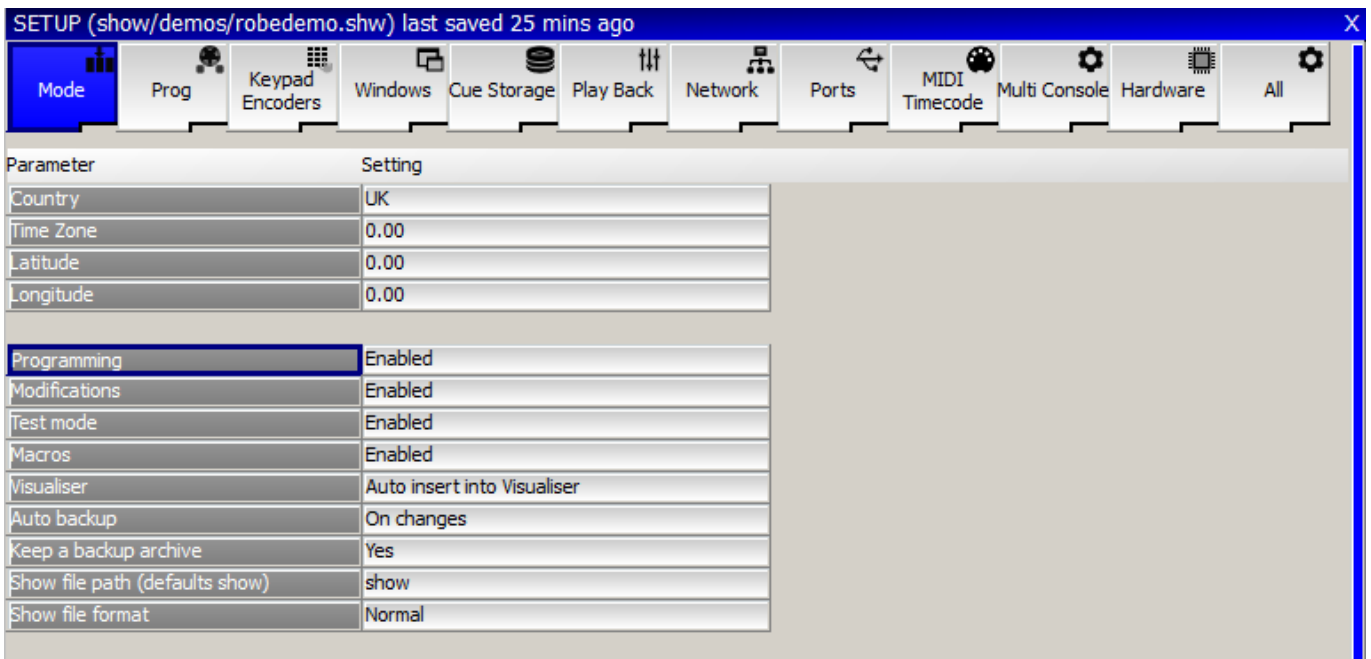 SETUP (show/demos/robedemo.shw) last saved 25 mins ago X
Mode Prog Keypad Encoders Windows Cue Storage Play Back Network Ports MIDI Timecode Multi Console Hardware All
Parameter Setting
Country UK
Time Zone 0.00
Latitude 0.00
Longitude 0.00
Programming Enabled
Modifications Enabled
Test mode Enabled
Macros Enabled
Visualiser Auto insert into Visualiser
Auto backup On changes
Keep a backup archive Yes
Show file path (defaults show) show
Show file format Normal